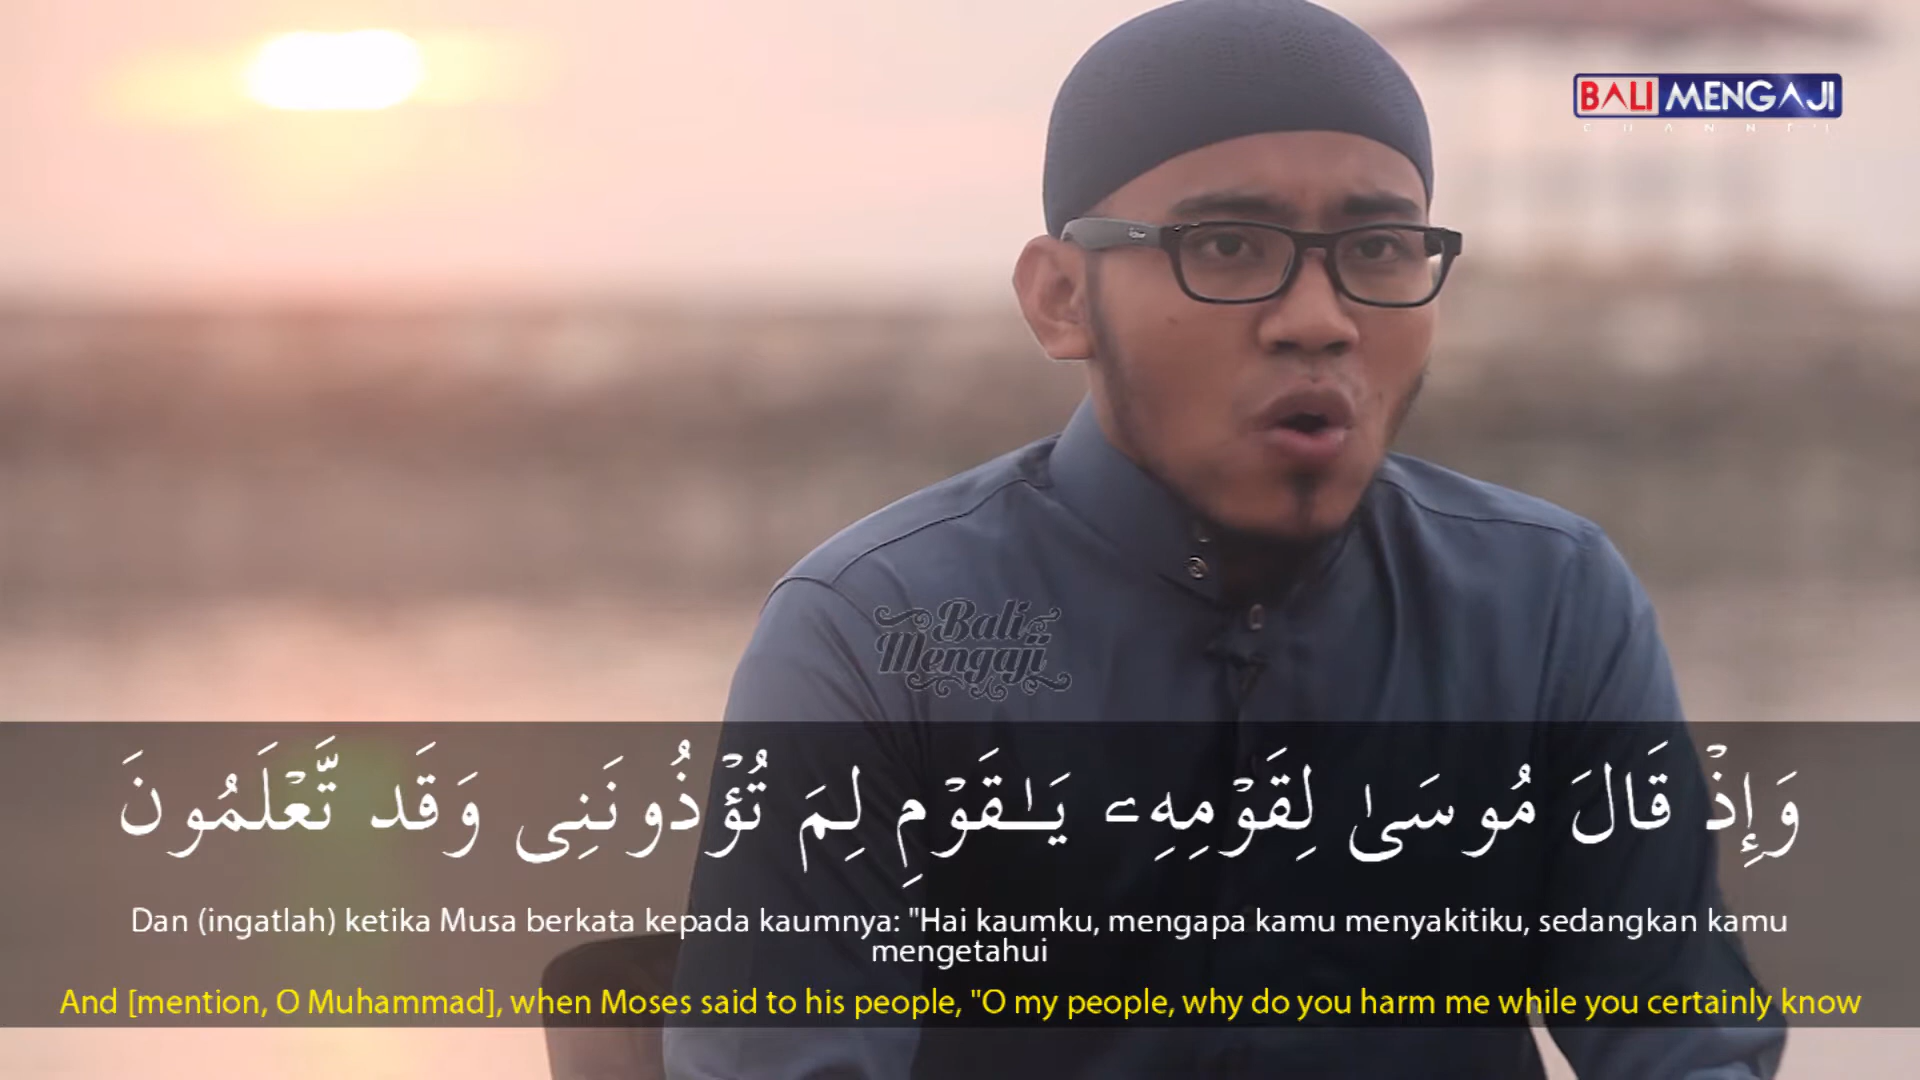 BALI MENGAJI
CHANNEL
Bali
Mengaji
وَإِذْ قَالَ مُوسَىٰ لِقَوْمِهِۦ يَـٰقَوْمِ لِمَ تُؤْذُونَنِى وَقَد تَّعْلَمُونَ
Dan (ingatlah) ketika Musa berkata kepada kaumnya: "Hai kaumku, mengapa kamu menyakitiku, sedangkan kamu
mengetahui
And [mention, O Muhammad], when Moses said to his people, "O my people, why do you harm me while you certainly know